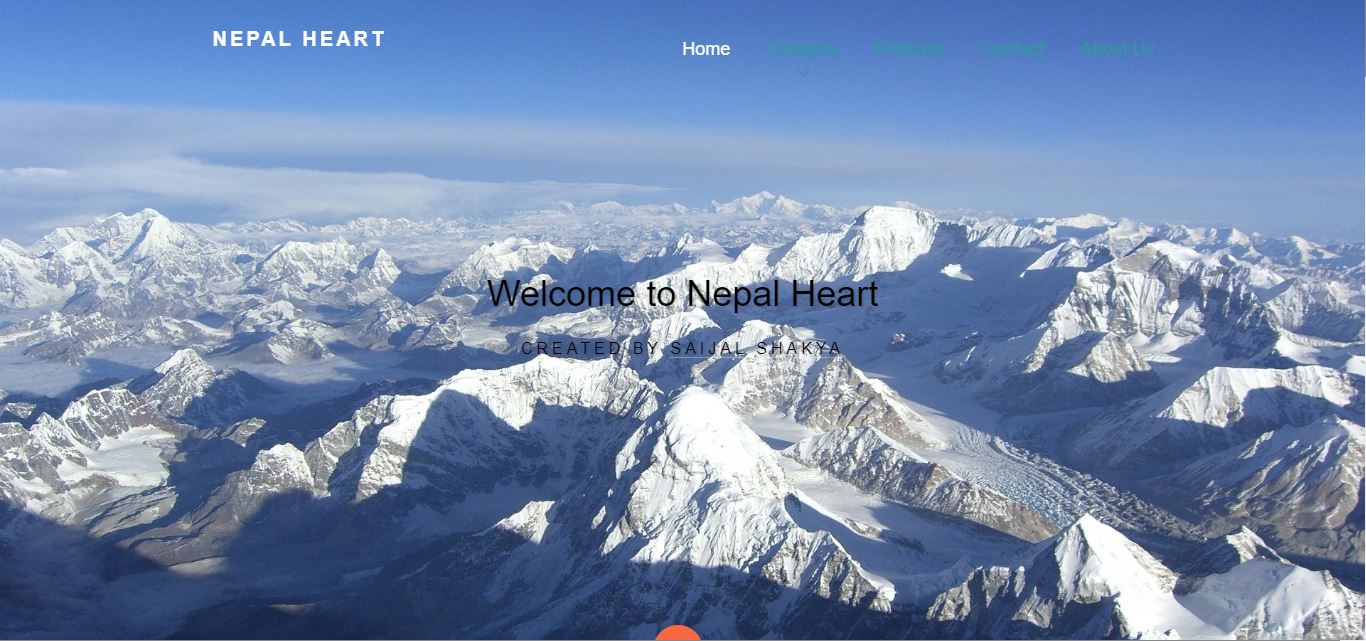 NEPAL HEART
Home Category Products Contact About Us
Welcome to Nepal Heart
CREATED BY SAIJAL SHAKYA